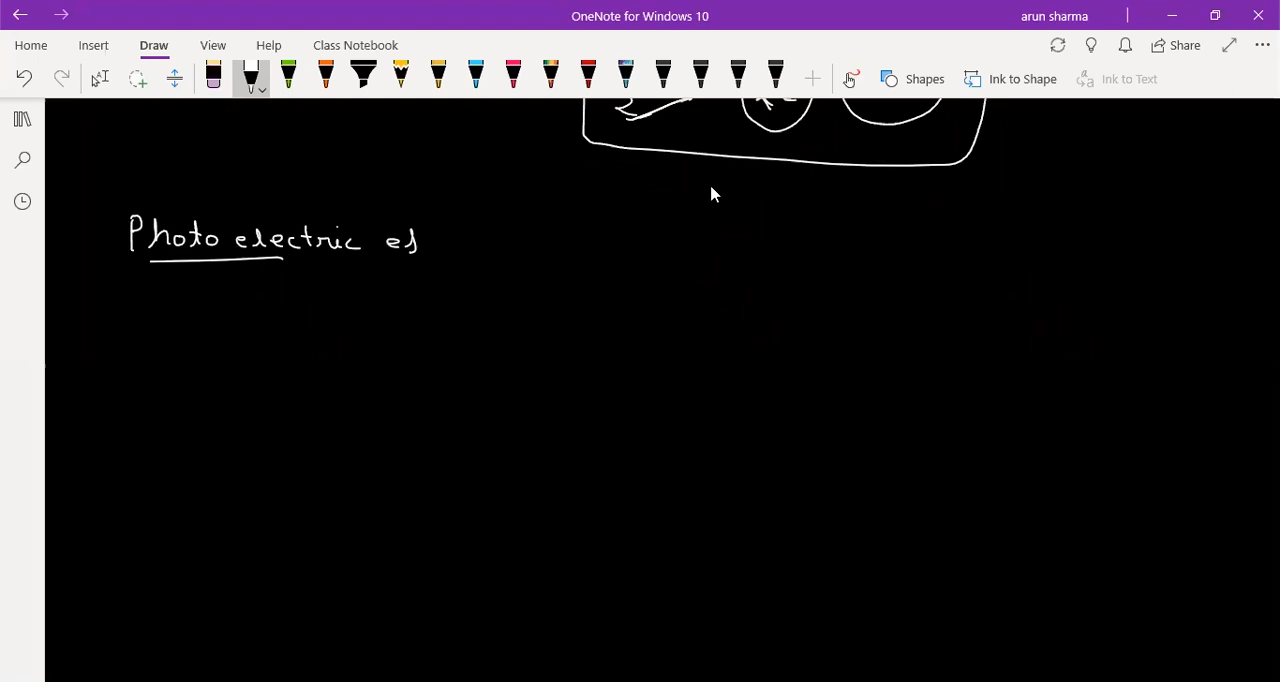 OneNote for Windows 10
arun sharma
Home Insert Draw View Help Class Notebook
Share
Shapes Ink to Shape Ink to Text
Photo electric ef